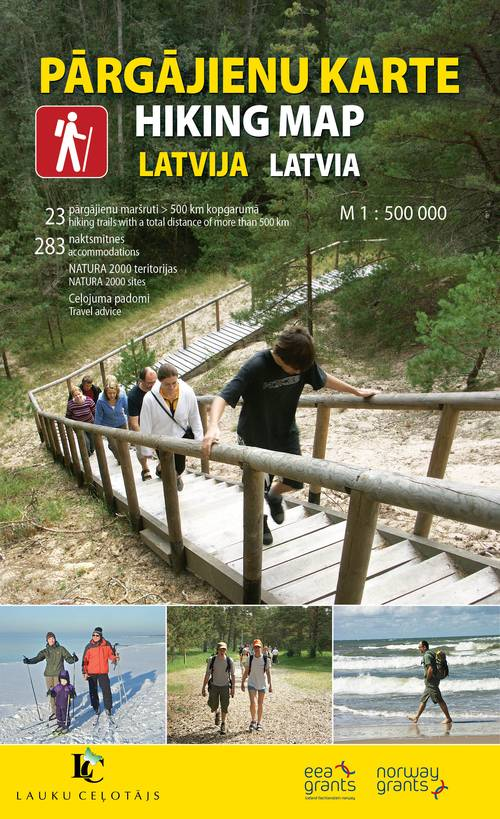 PĀRGĀJIENU KARTE
HIKING MAP
LATVIJA LATVIA
M 1 : 500 000
23 pārgājienu maršruti > 500 km kopgarumā
hiking trails with a total distance of more than 500 km
283 naktsmītnes
accommodations
NATURA 2000 teritorijas
NATURA 2000 sites
Ceļojuma padomi
Travel advice
LC
LAUKU CEĻOTĀJS
eea
grants
iceland liechtenstein norway
norway
grants